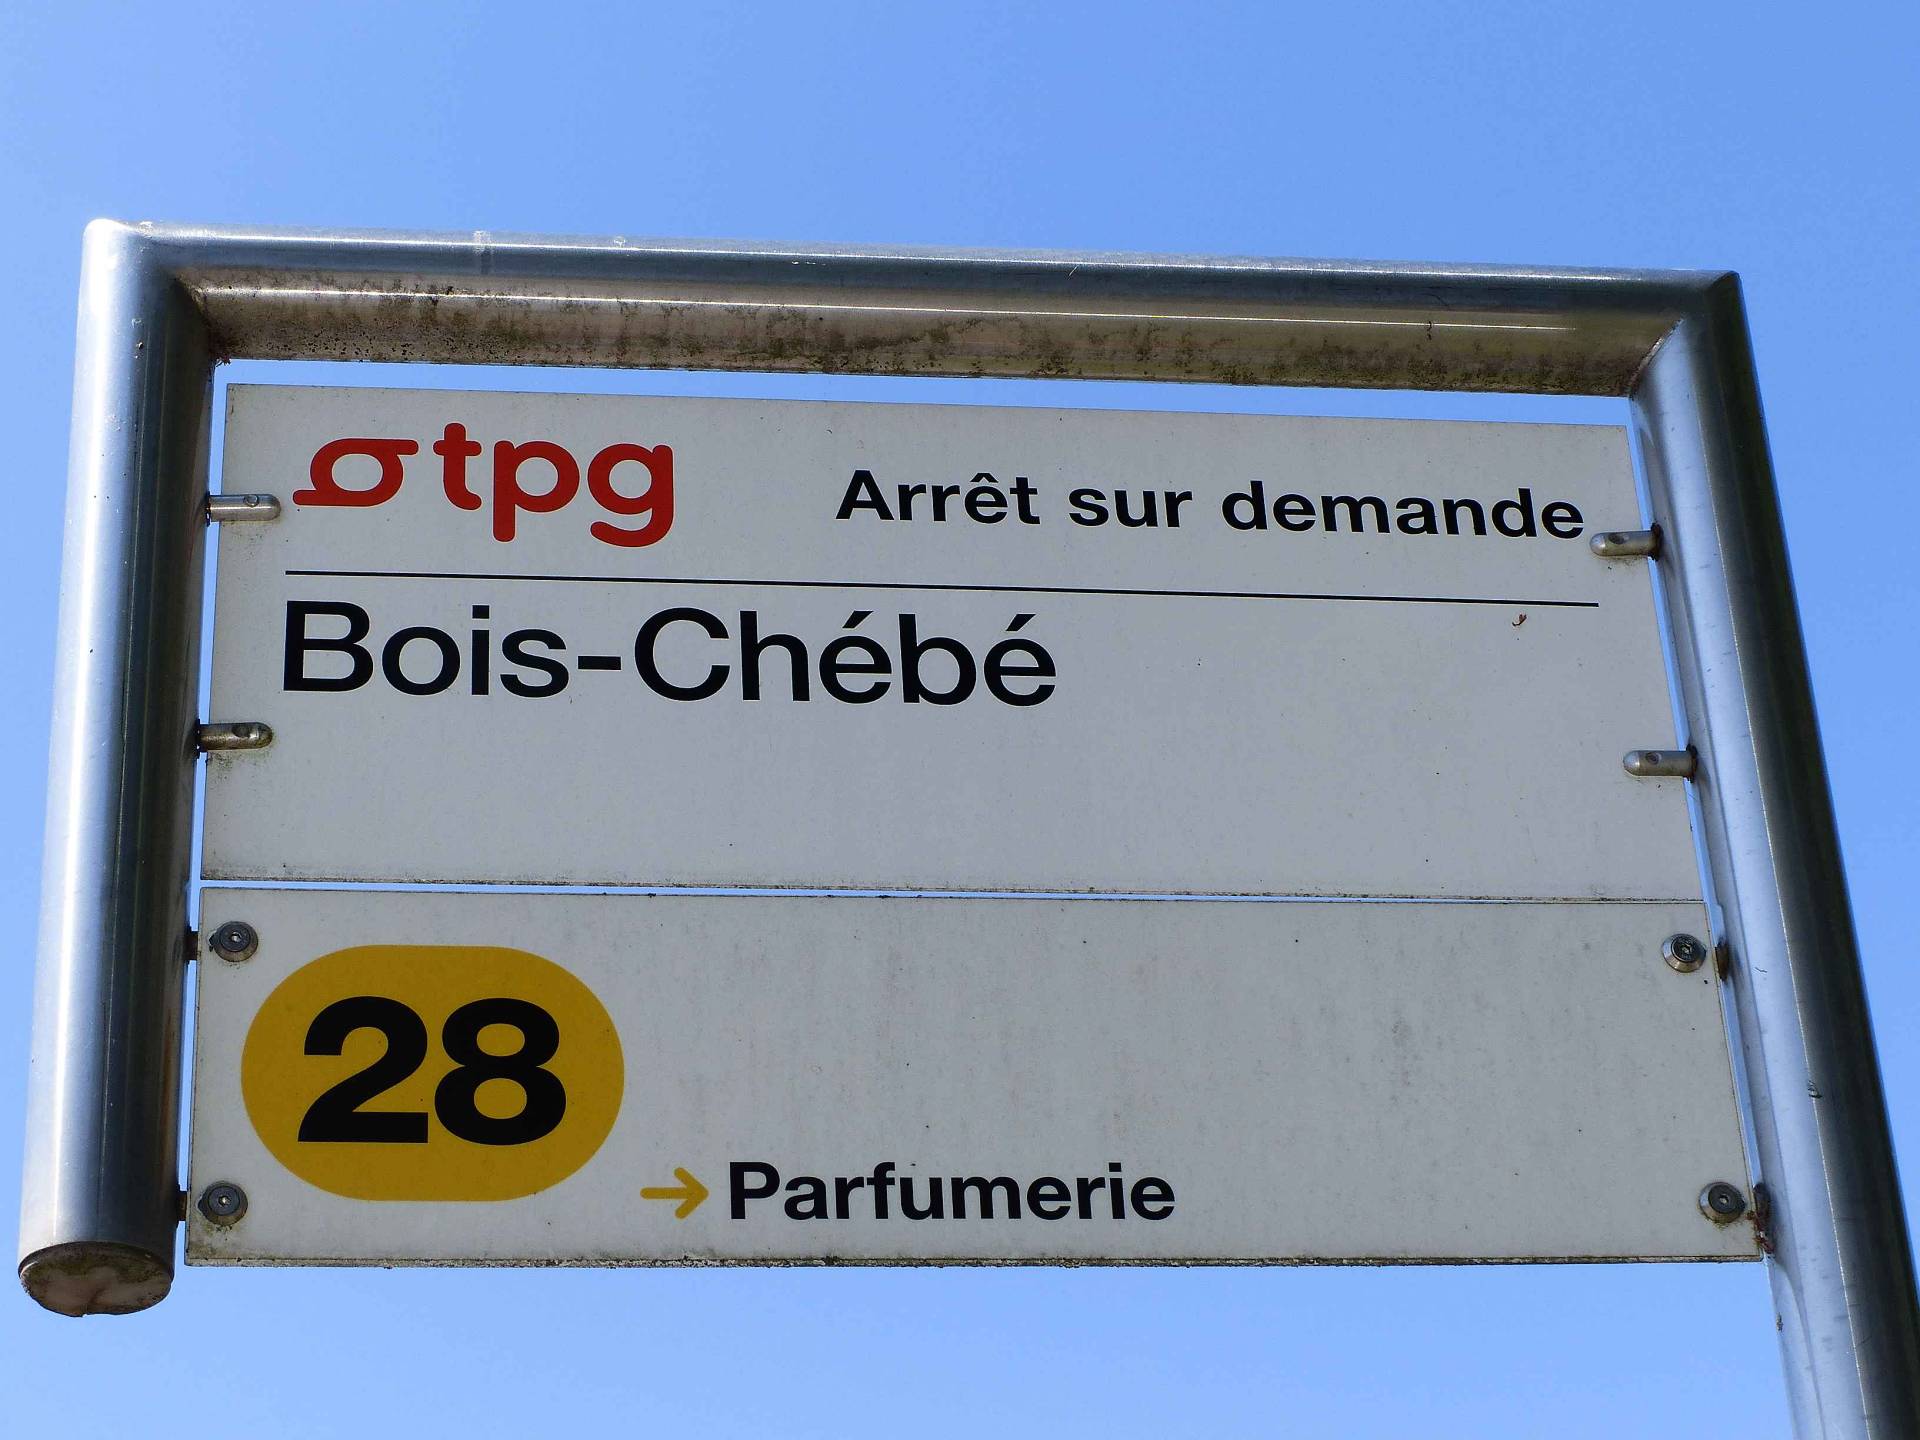 tpg Arrêt sur demande
Bois-Chébé
28
→ Parfumerie